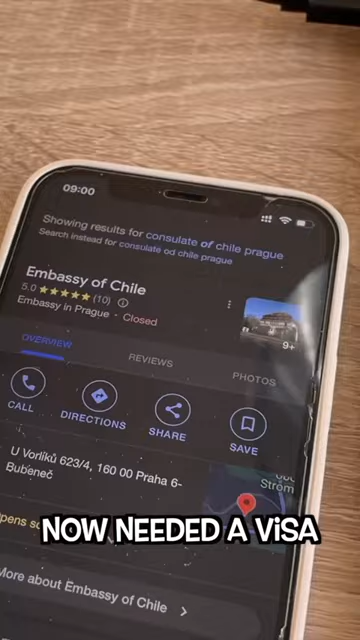 09:00
Showing results for consulate of chile prague
Search instead for consulate od chile prague
Embassy of Chile
5.0 (10)
Embassy in Prague · Closed
9+
OVERVIEW
REVIEWS
PHOTOS
CALL
DIRECTIONS
SHARE
SAVE
U Vorlíků 623/4, 160 00 Praha 6-
Bubeneč
Strom
pens
NOW NEEDED A VISA
More about Embassy of Chile